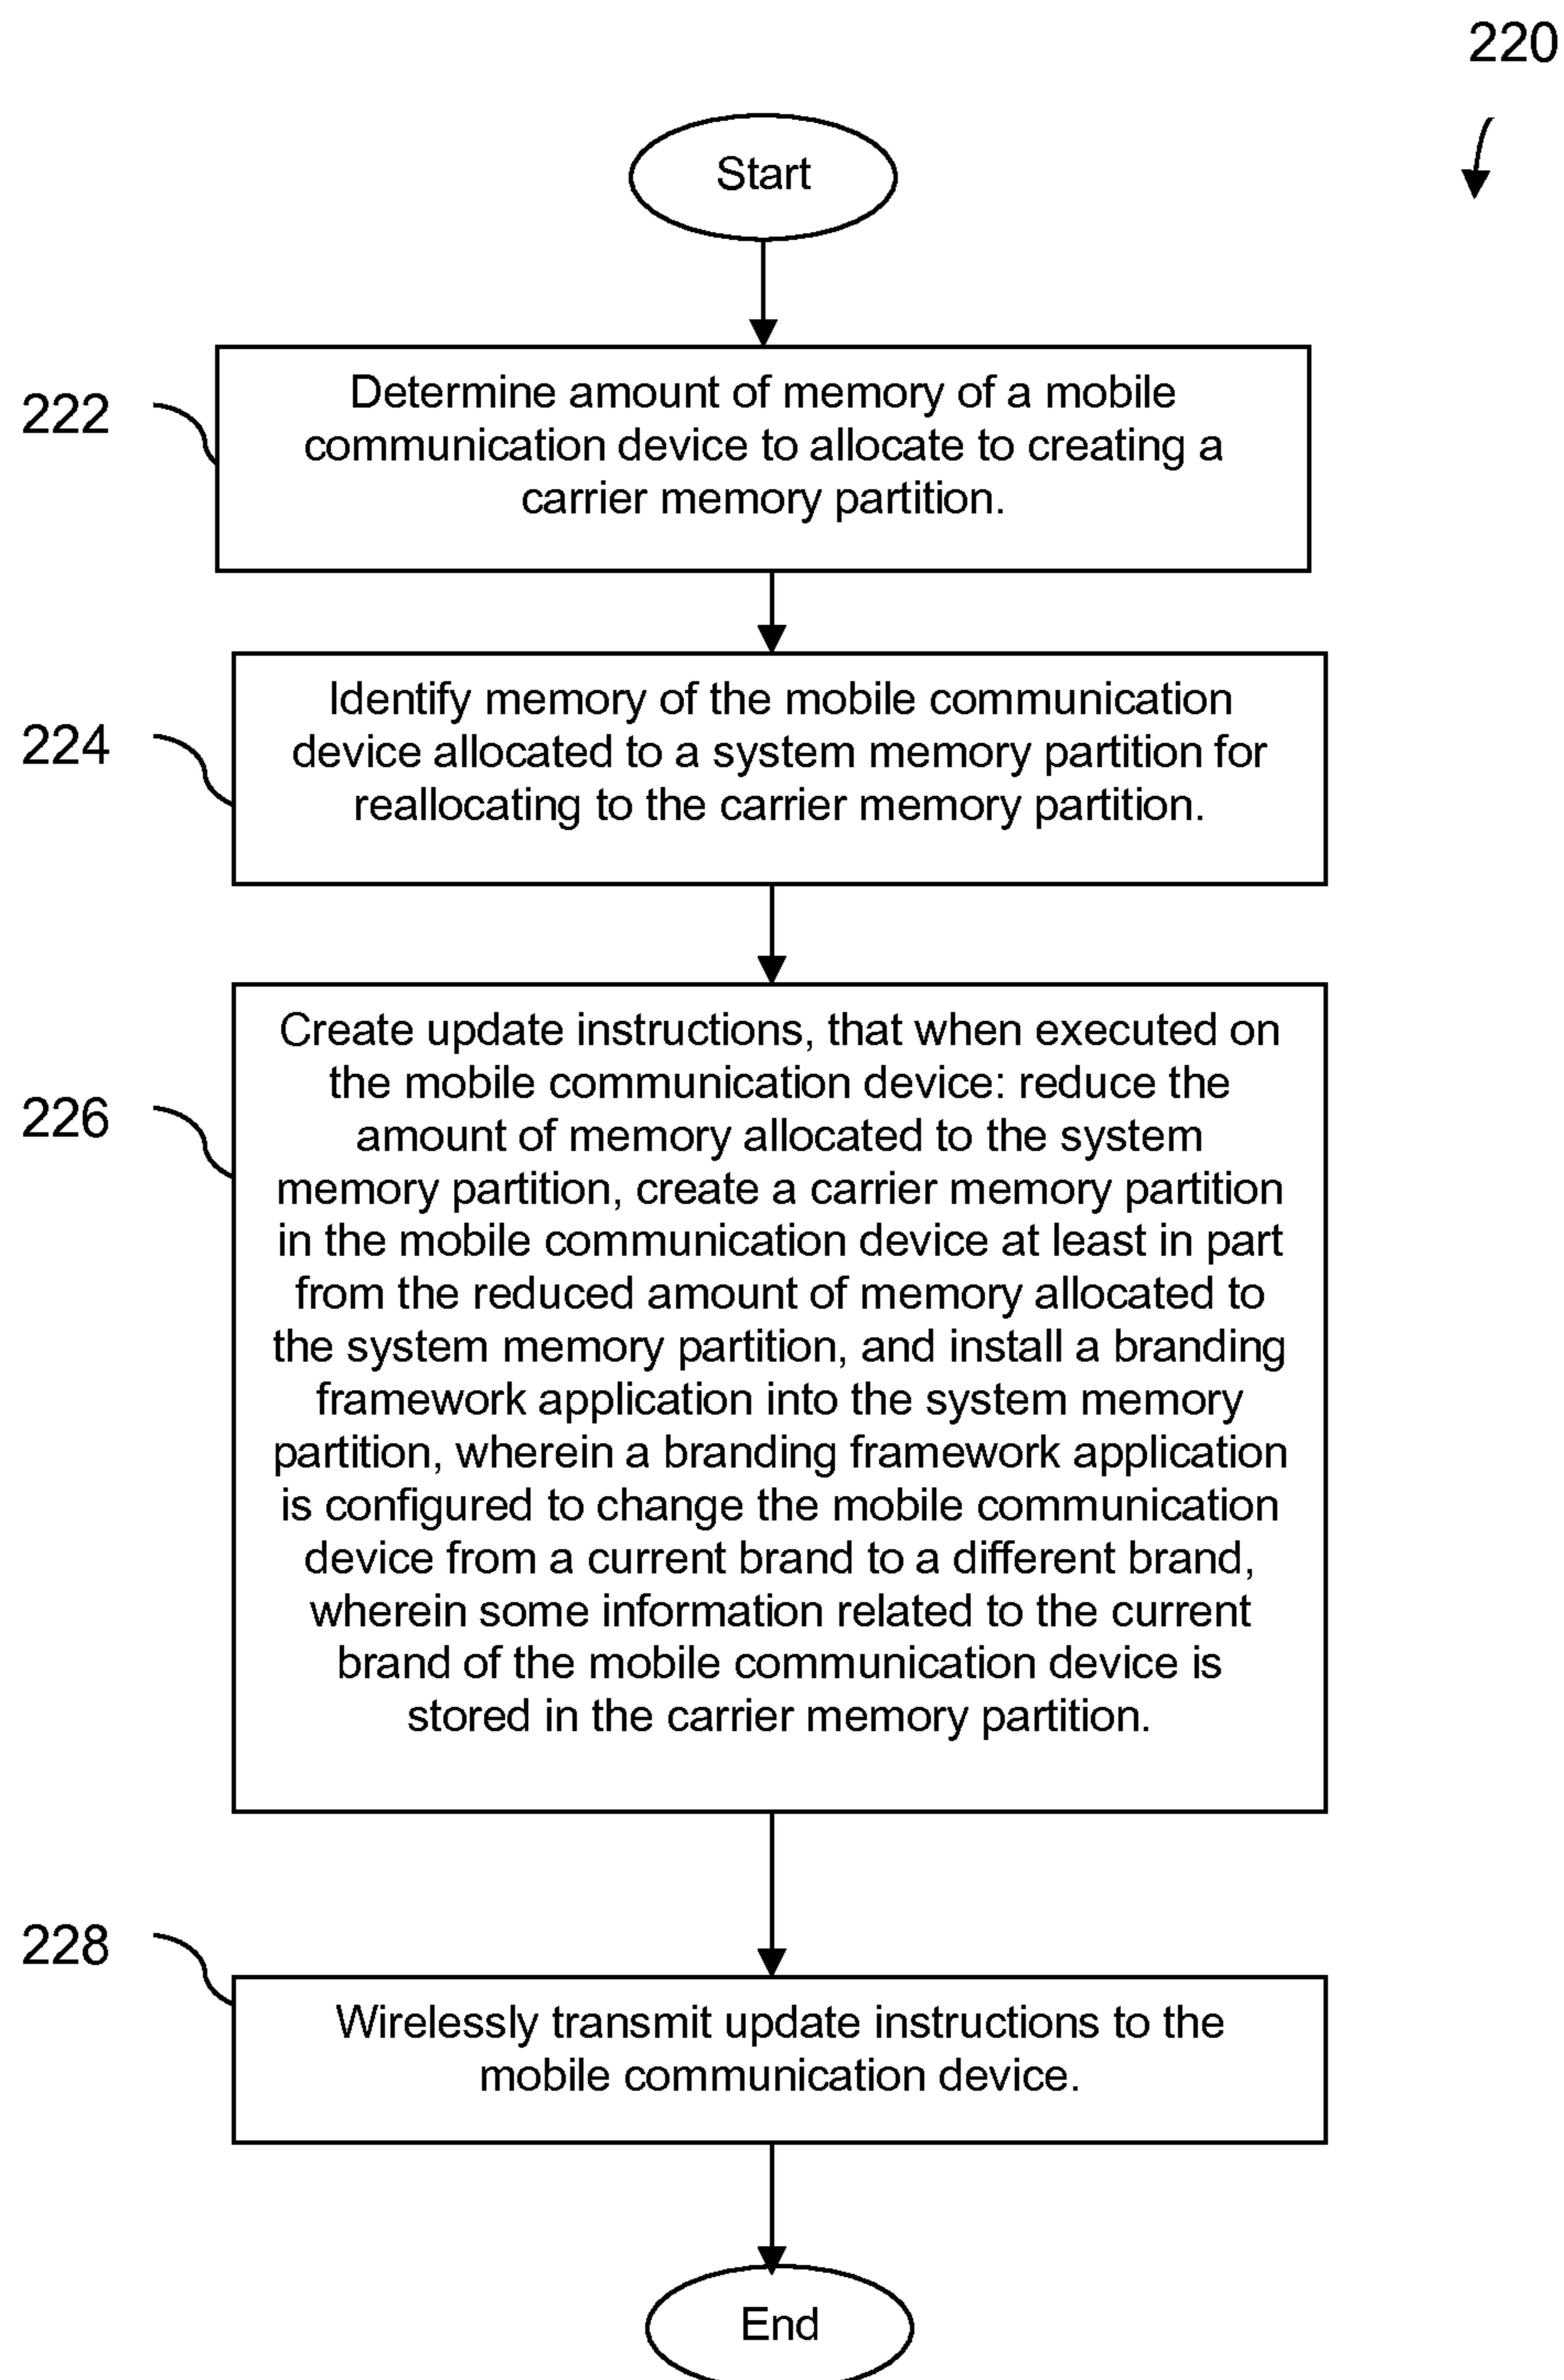 220
Start
222
Determine amount of memory of a mobile
communication device to allocate to creating a
carrier memory partition.
224
Identify memory of the mobile communication
device allocated to a system memory partition for
reallocating to the carrier memory partition.
226
Create update instructions, that when executed on
the mobile communication device: reduce the
amount of memory allocated to the system
memory partition, create a carrier memory partition
in the mobile communication device at least in part
from the reduced amount of memory allocated to
the system memory partition, and install a branding
framework application into the system memory
partition, wherein a branding framework application
is configured to change the mobile communication
device from a current brand to a different brand,
wherein some information related to the current
brand of the mobile communication device is
stored in the carrier memory partition.
228
Wirelessly transmit update instructions to the
mobile communication device.
End